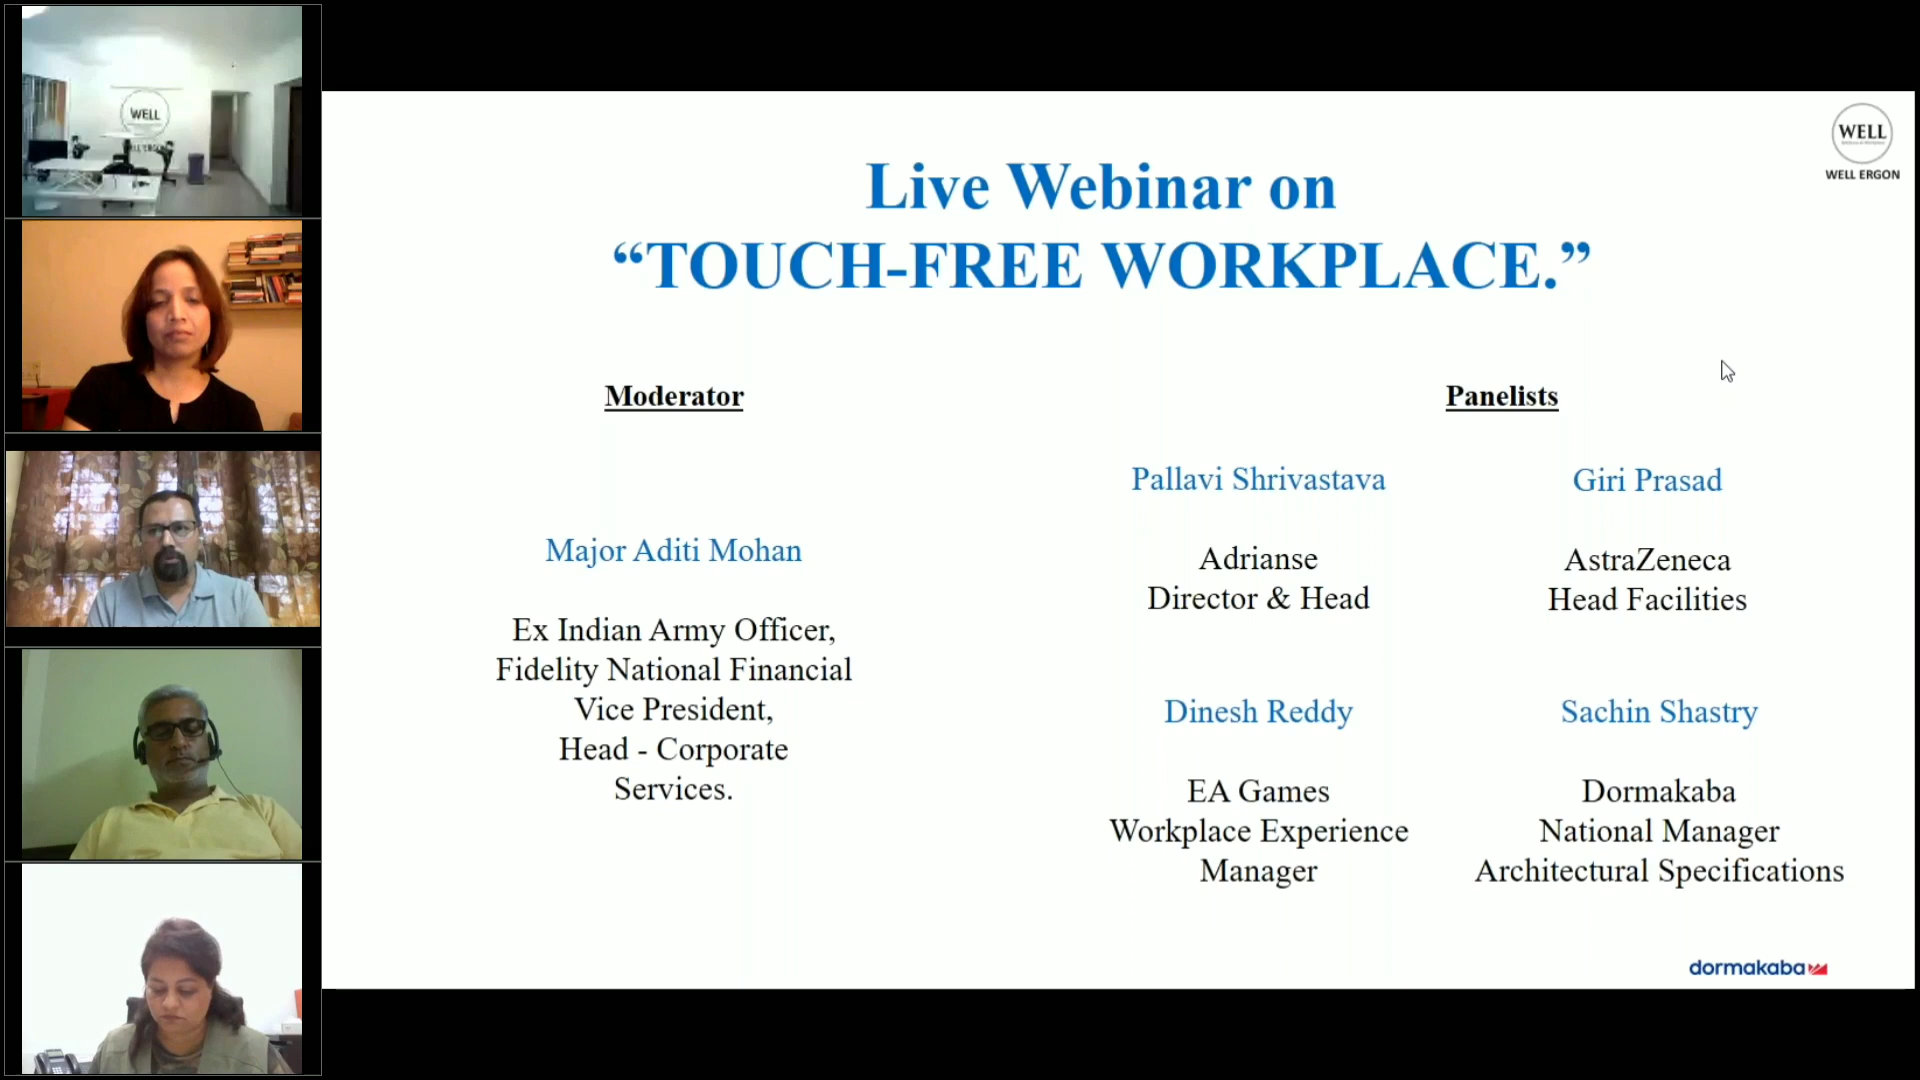 WELL
WELL
WELL ERGON
Live Webinar on
“TOUCH-FREE WORKPLACE.”
Moderator
Major Aditi Mohan
Ex Indian Army Officer,
Fidelity National Financial
Vice President,
Head - Corporate
Services.
Panelists
Pallavi Shrivastava
Adrianse
Director & Head
Giri Prasad
AstraZeneca
Head Facilities
Dinesh Reddy
EA Games
Workplace Experience
Manager
Sachin Shastry
Dormakaba
National Manager
Architectural Specifications
dormakaba